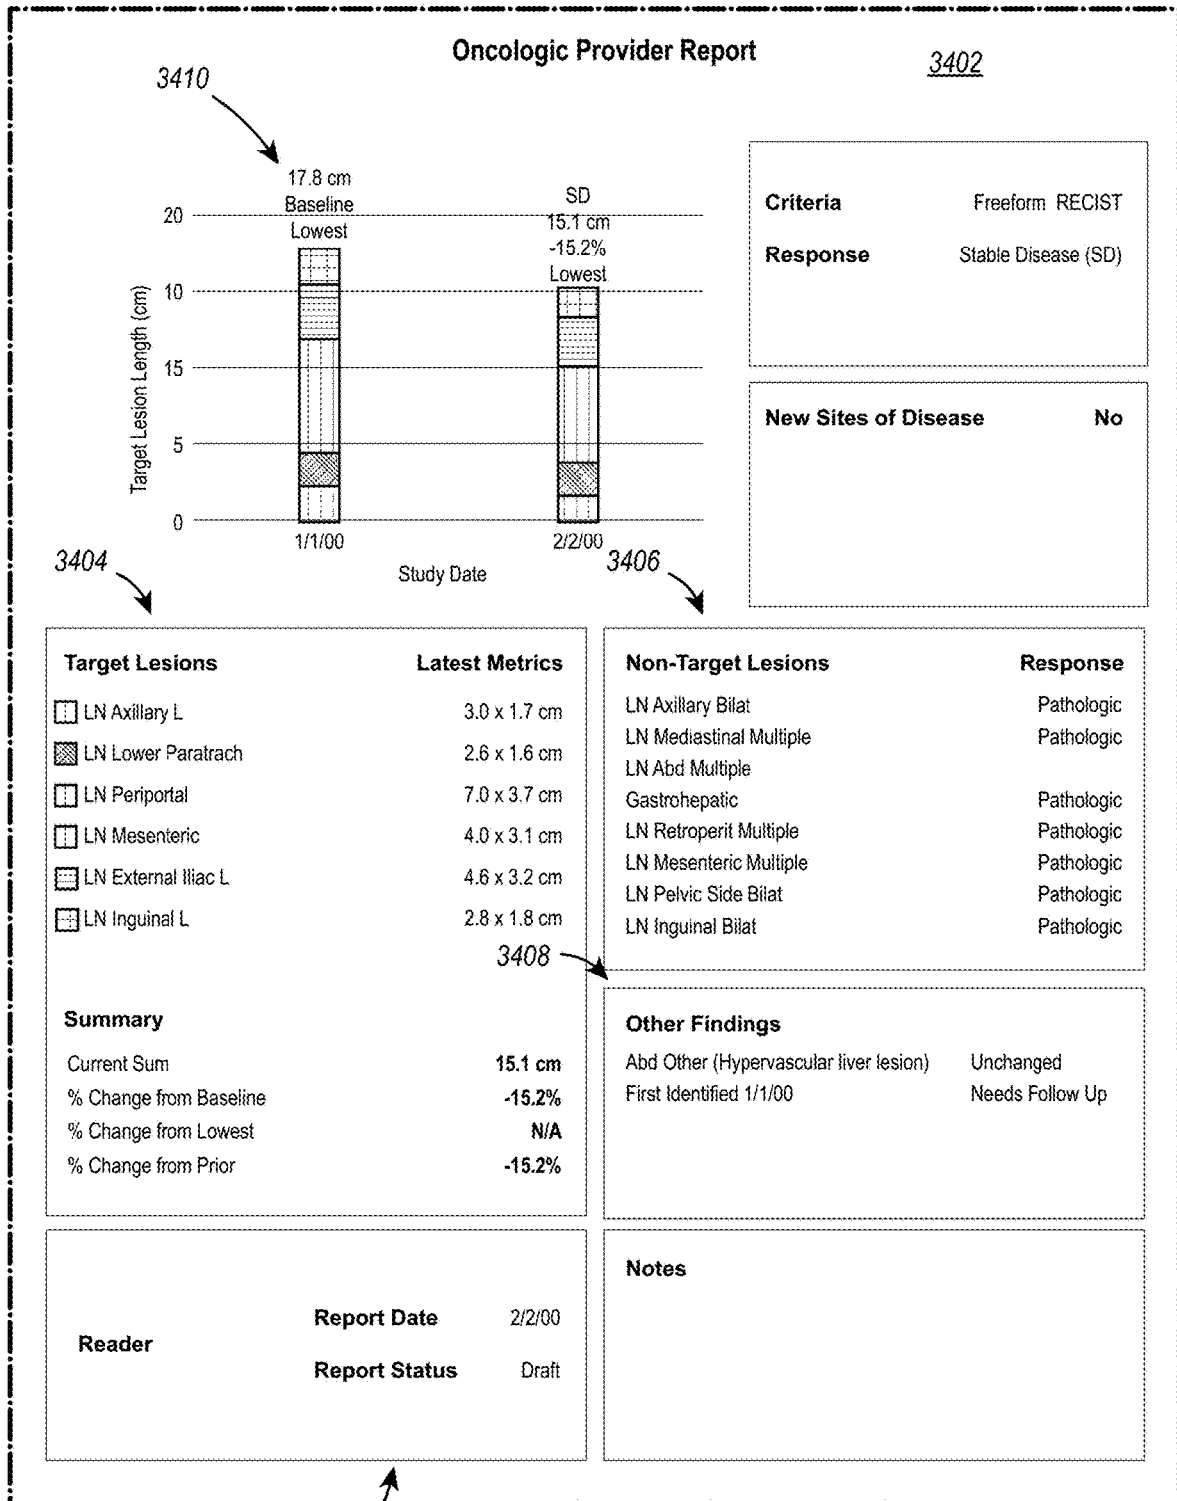 Oncologic Provider Report
3402
3410
17.8 cm
Baseline
Lowest
SD
15.1 cm
-15.2%
Lowest
20
10
15
5
0
Target Lesion Length (cm)
1/1/00
2/2/00
Study Date
Criteria Freeform RECIST
Response Stable Disease (SD)
New Sites of Disease No
3404
3406
Target Lesions Latest Metrics
LN Axillary L 3.0 x 1.7 cm
LN Lower Paratrach 2.6 x 1.6 cm
LN Periportal 7.0 x 3.7 cm
LN Mesenteric 4.0 x 3.1 cm
LN External Iliac L 4.6 x 3.2 cm
LN Inguinal L 2.8 x 1.8 cm
Summary
Current Sum 15.1 cm
% Change from Baseline -15.2%
% Change from Lowest N/A
% Change from Prior -15.2%
Non-Target Lesions Response
LN Axillary Bilat Pathologic
LN Mediastinal Multiple Pathologic
LN Abd Multiple
Gastrohepatic Pathologic
LN Retroperit Multiple Pathologic
LN Mesenteric Multiple Pathologic
LN Pelvic Side Bilat Pathologic
LN Inguinal Bilat Pathologic
3408
Other Findings
Abd Other (Hypervascular liver lesion) Unchanged
First Identified 1/1/00 Needs Follow Up
Reader
Report Date 2/2/00
Report Status Draft
Notes